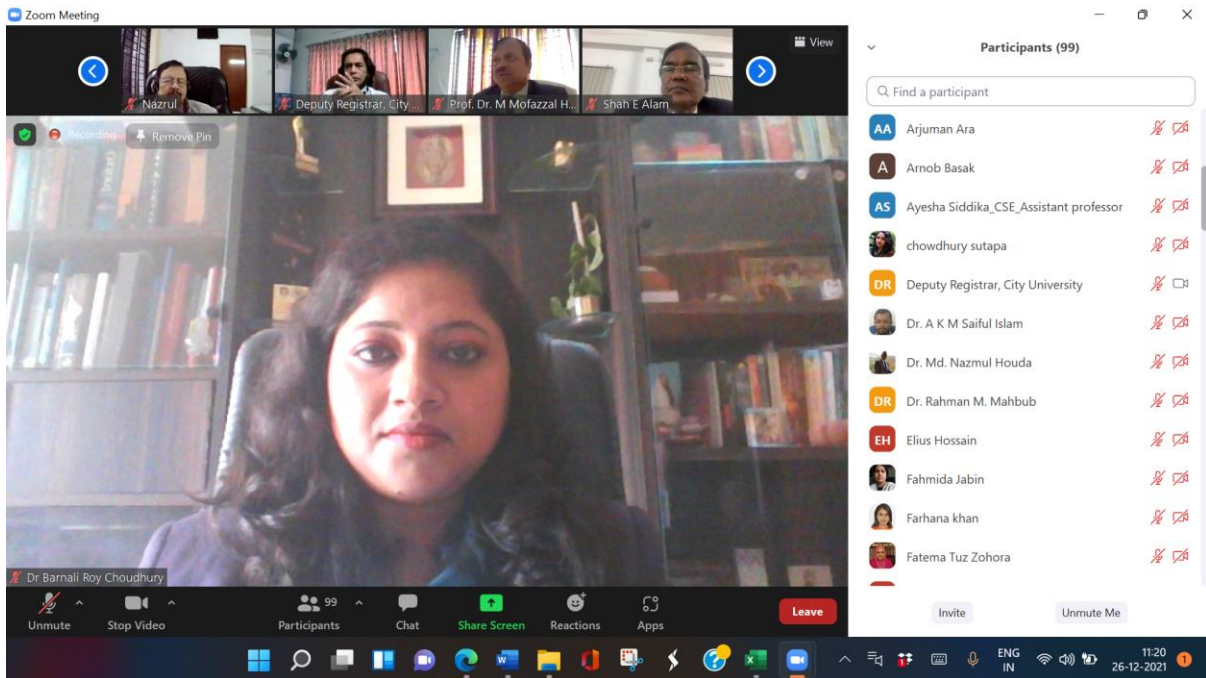 Zoom Meeting
Nazrul
Deputy Registrar, City ...
Prof. Dr. M Mofazzal H...
Shah E Alam
View
Recording
Remove Pin
Dr Barnali Roy Choudhury
Unmute
Stop Video
99
Participants
Chat
Share Screen
Reactions
Apps
Leave
Participants (99)
Find a participant
AA Arjuman Ara
A Arnob Basak
AS Ayesha Siddika_CSE_Assistant professor
chowdhury sutapa
DR Deputy Registrar, City University
Dr. A K M Saiful Islam
Dr. Md. Nazmul Houda
DR Dr. Rahman M. Mahbub
EH Elius Hossain
Fahmida Jabin
Farhana khan
Fatema Tuz Zohora
Invite
Unmute Me
ENG
IN
11:20
26-12-2021
1